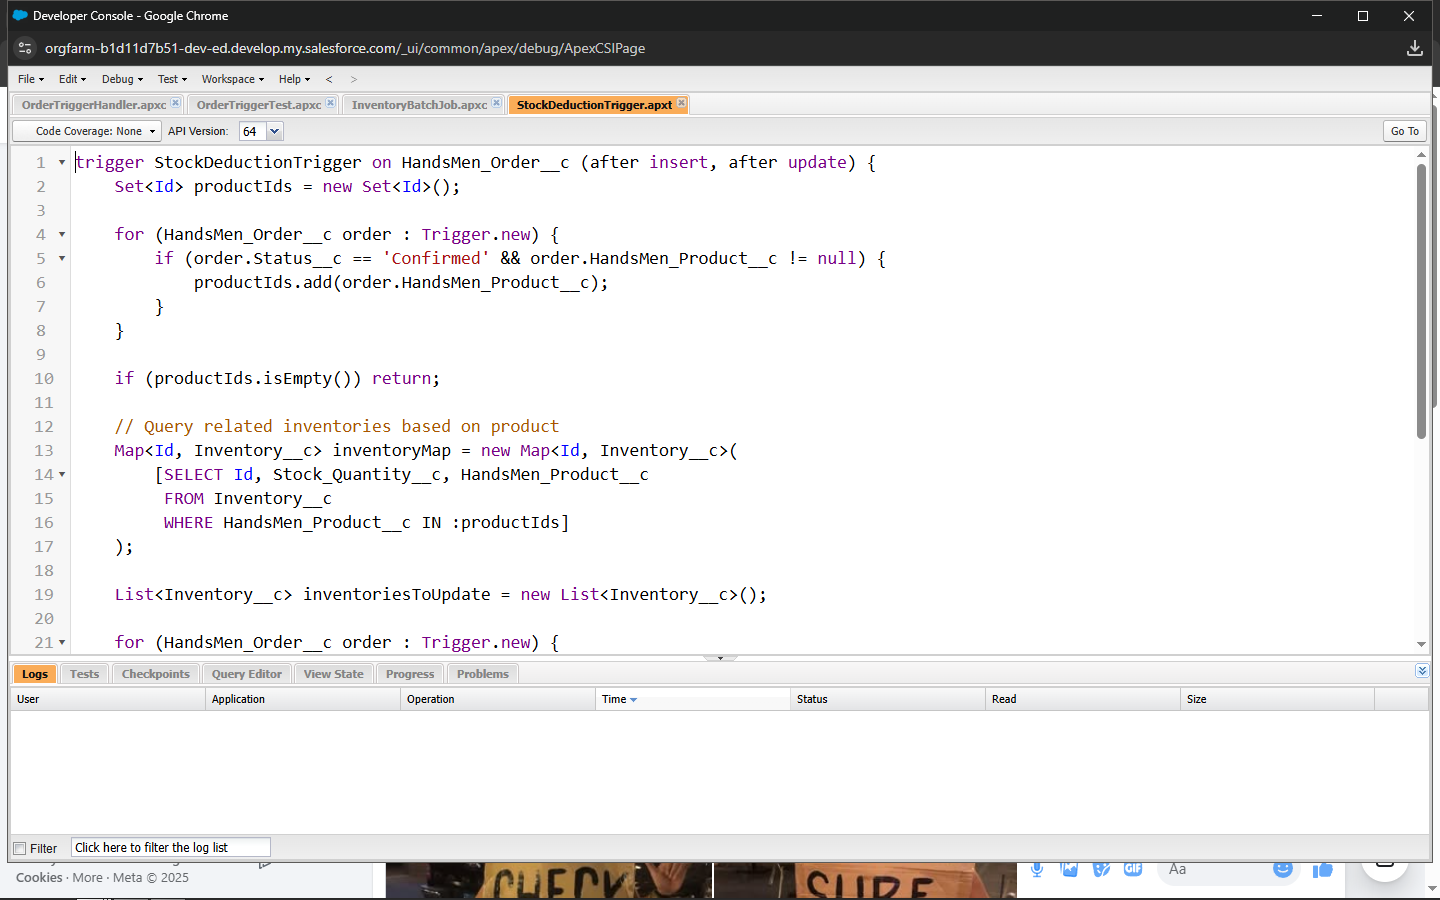 Developer Console - Google Chrome
orgfarm-b1d11d7b51-dev-ed.develop.my.salesforce.com/_ui/common/apex/debug/ApexCSIPage
File Edit Debug Test Workspace Help < >
OrderTriggerHandler.apxc OrderTriggerTest.apxc InventoryBatchJob.apxc StockDeductionTrigger.apxt
Code Coverage: None API Version: 64 Go To
1 trigger StockDeductionTrigger on HandsMen_Order__c (after insert, after update) {
2 Set<Id> productIds = new Set<Id>();
3
4 for (HandsMen_Order__c order : Trigger.new) {
5 if (order.Status__c == 'Confirmed' && order.HandsMen_Product__c != null) {
6 productIds.add(order.HandsMen_Product__c);
7 }
8 }
9
10 if (productIds.isEmpty()) return;
11
12 // Query related inventories based on product
13 Map<Id, Inventory__c> inventoryMap = new Map<Id, Inventory__c>(
14 [SELECT Id, Stock_Quantity__c, HandsMen_Product__c
15 FROM Inventory__c
16 WHERE HandsMen_Product__c IN :productIds]
17 );
18
19 List<Inventory__c> inventoriesToUpdate = new List<Inventory__c>();
20
21 for (HandsMen_Order__c order : Trigger.new) {
Logs Tests Checkpoints Query Editor View State Progress Problems
User Application Operation Time Status Read Size
Filter Click here to filter the log list
Cookies · More · Meta © 2025
CHECK
SURE
GIF
Aa